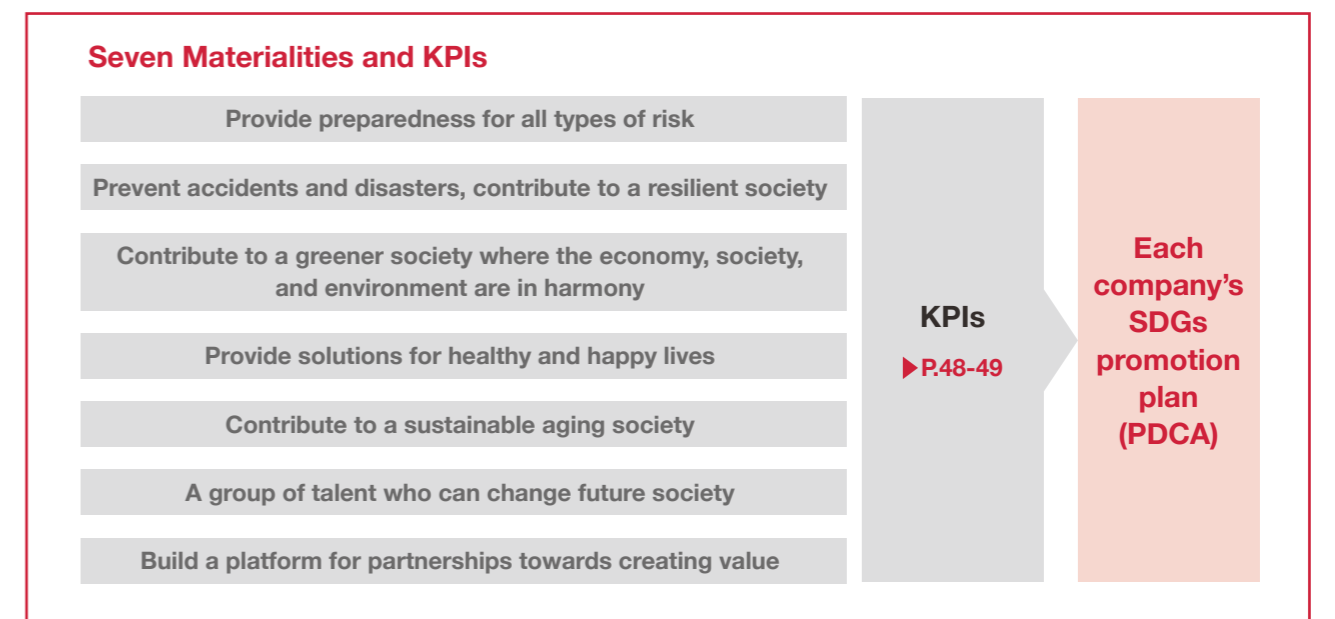 Seven Materialities and KPIs
Provide preparedness for all types of risk
Prevent accidents and disasters, contribute to a resilient society
Contribute to a greener society where the economy, society,
and environment are in harmony
Provide solutions for healthy and happy lives
Contribute to a sustainable aging society
A group of talent who can change future society
Build a platform for partnerships towards creating value
KPIs
▶P.48-49
Each
company’s
SDGs
promotion
plan
(PDCA)